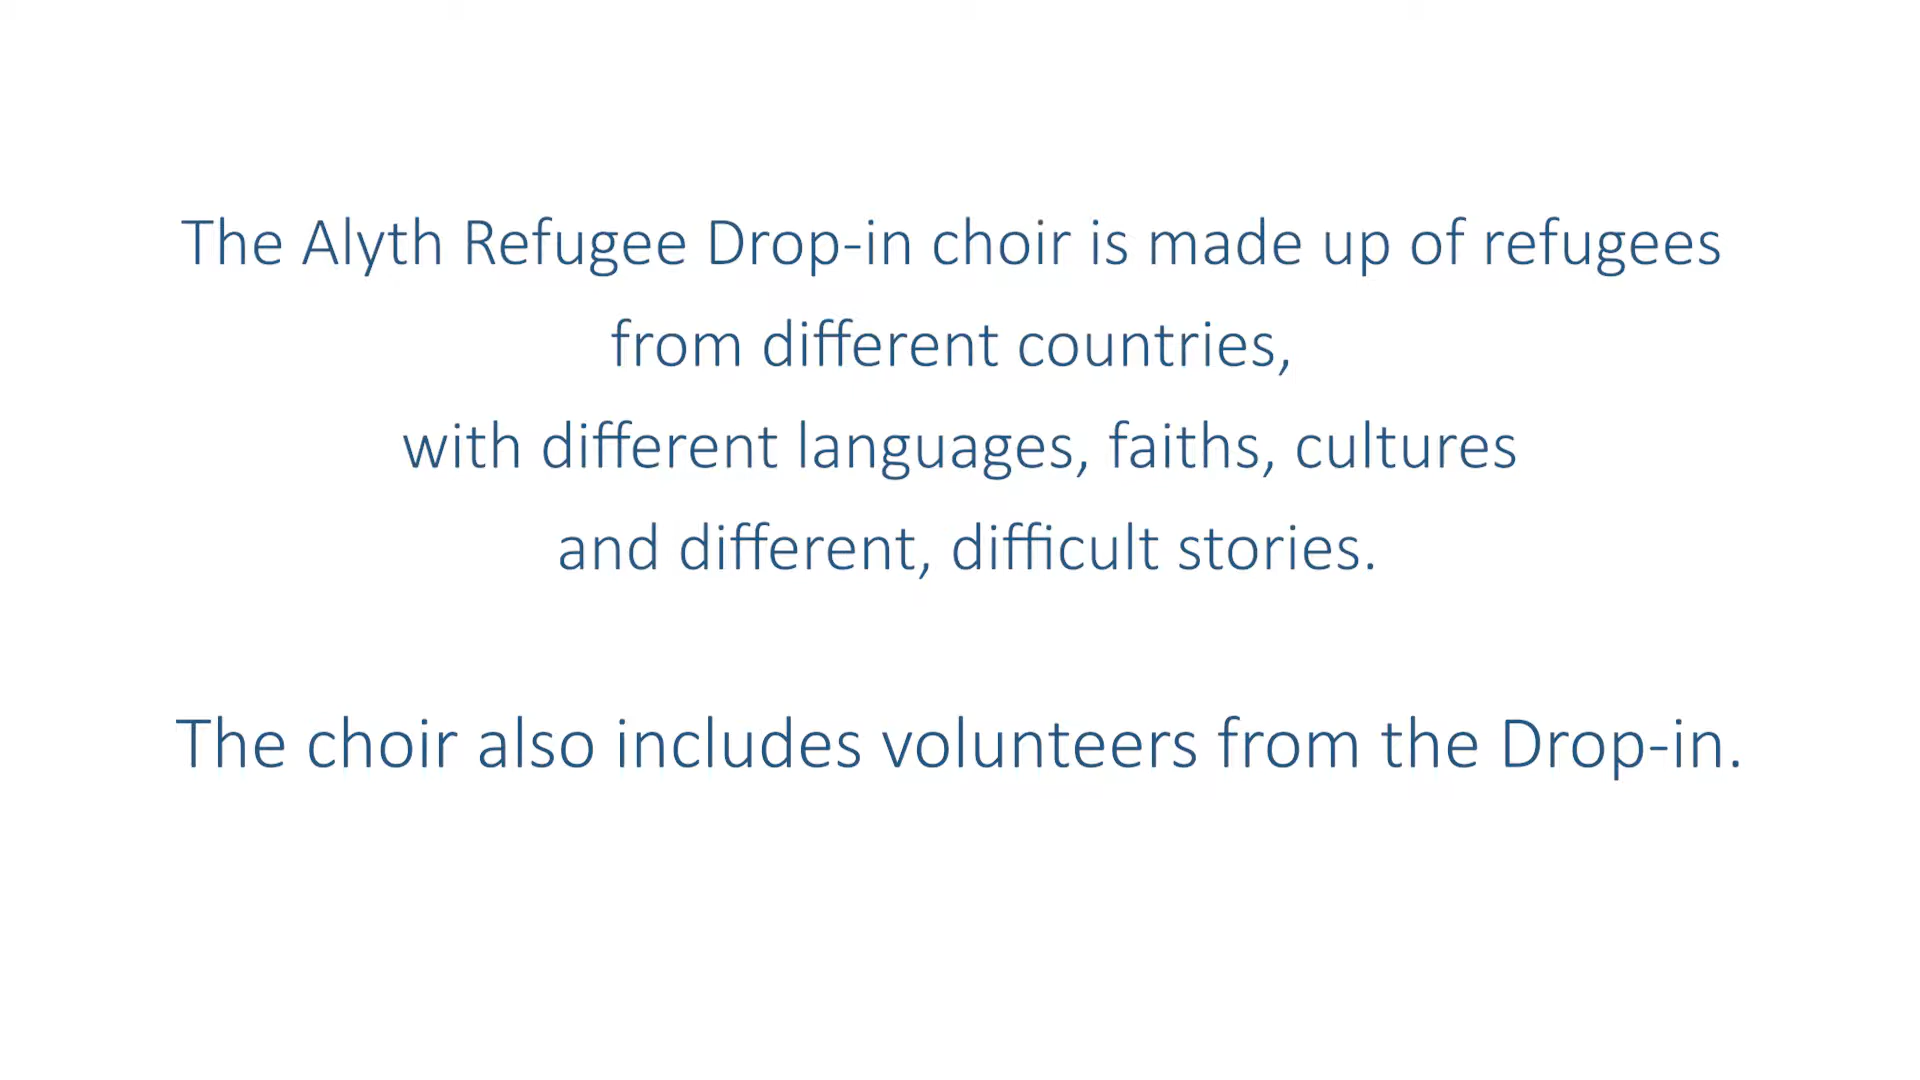 The Alyth Refugee Drop-in choir is made up of refugees
from different countries,
with different languages, faiths, cultures
and different, difficult stories.
The choir also includes volunteers from the Drop-in.